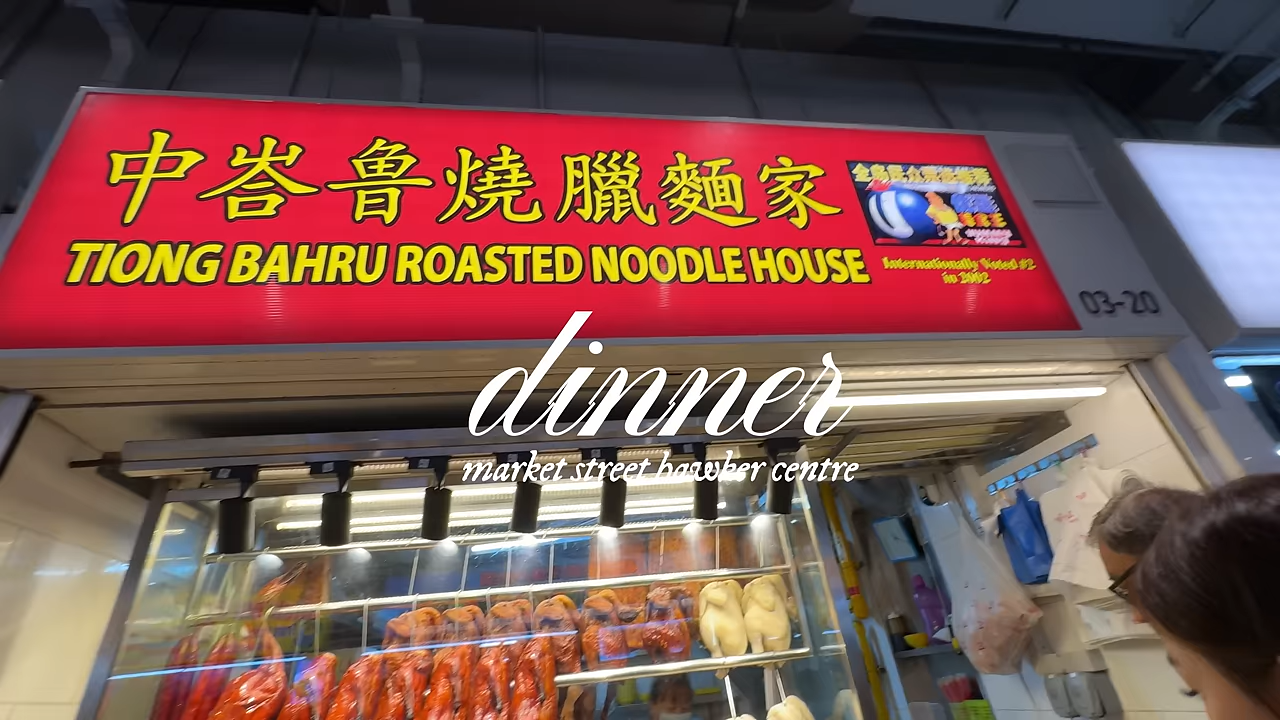 中峇魯燒臘麵家
TIONG BAHRU ROASTED NOODLE HOUSE
Internationally Voted #2
in 2002
03-20
dinner
market street hawker centre